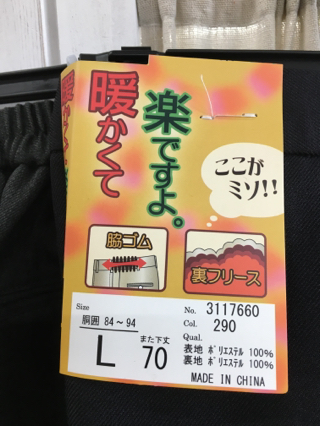 暖かくて
楽ですよ。
ここが
ミソ!!
脇ゴム
裏フリース
Size
胴囲 84～94
L
また下丈
70
No. 3117660
Col. 290
Qual.
表地 ポリエステル 100%
裏地 ポリエステル 100%
MADE IN CHINA